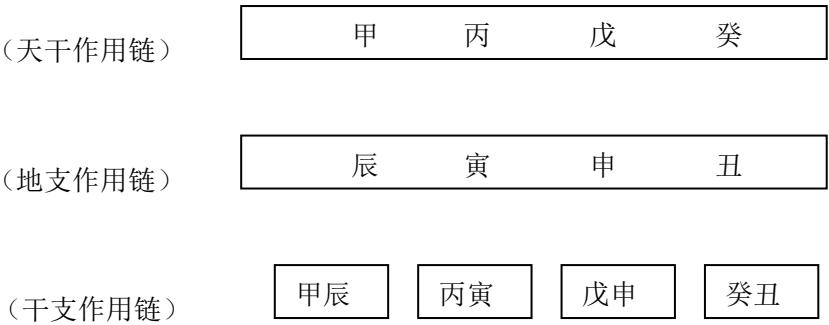 （天干作用链） 甲 丙 戊 癸
（地支作用链） 辰 寅 申 丑
（干支作用链） 甲辰 丙寅 戊申 癸丑